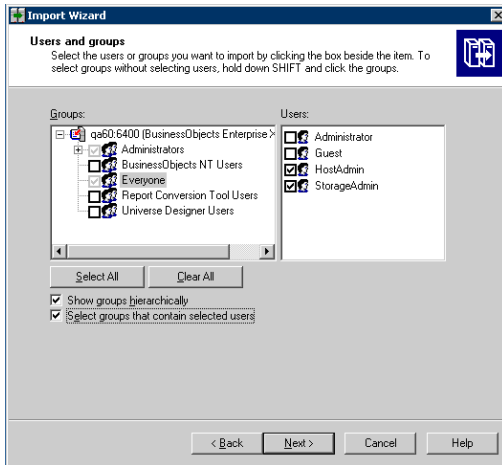 Import Wizard
Users and groups
Select the users or groups you want to import by clicking the box beside the item. To
select groups without selecting users, hold down SHIFT and click the groups.
Groups:
qa60:6400 (BusinessObjects Enterprise X
Administrators
BusinessObjects NT Users
Everyone
Report Conversion Tool Users
Universe Designer Users
Users:
Administrator
Guest
HostAdmin
StorageAdmin
Select All
Clear All
Show groups hierarchically
Select groups that contain selected users
< Back
Next >
Cancel
Help